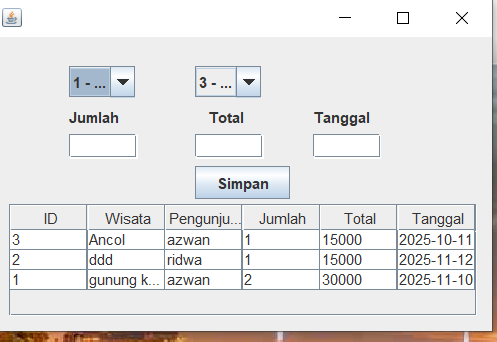 1 - ... 3 - ...
Jumlah Total Tanggal
Simpan
ID Wisata Pengunju... Jumlah Total Tanggal
3 Ancol azwan 1 15000 2025-10-11
2 ddd ridwa 1 15000 2025-11-12
1 gunung k... azwan 2 30000 2025-11-10